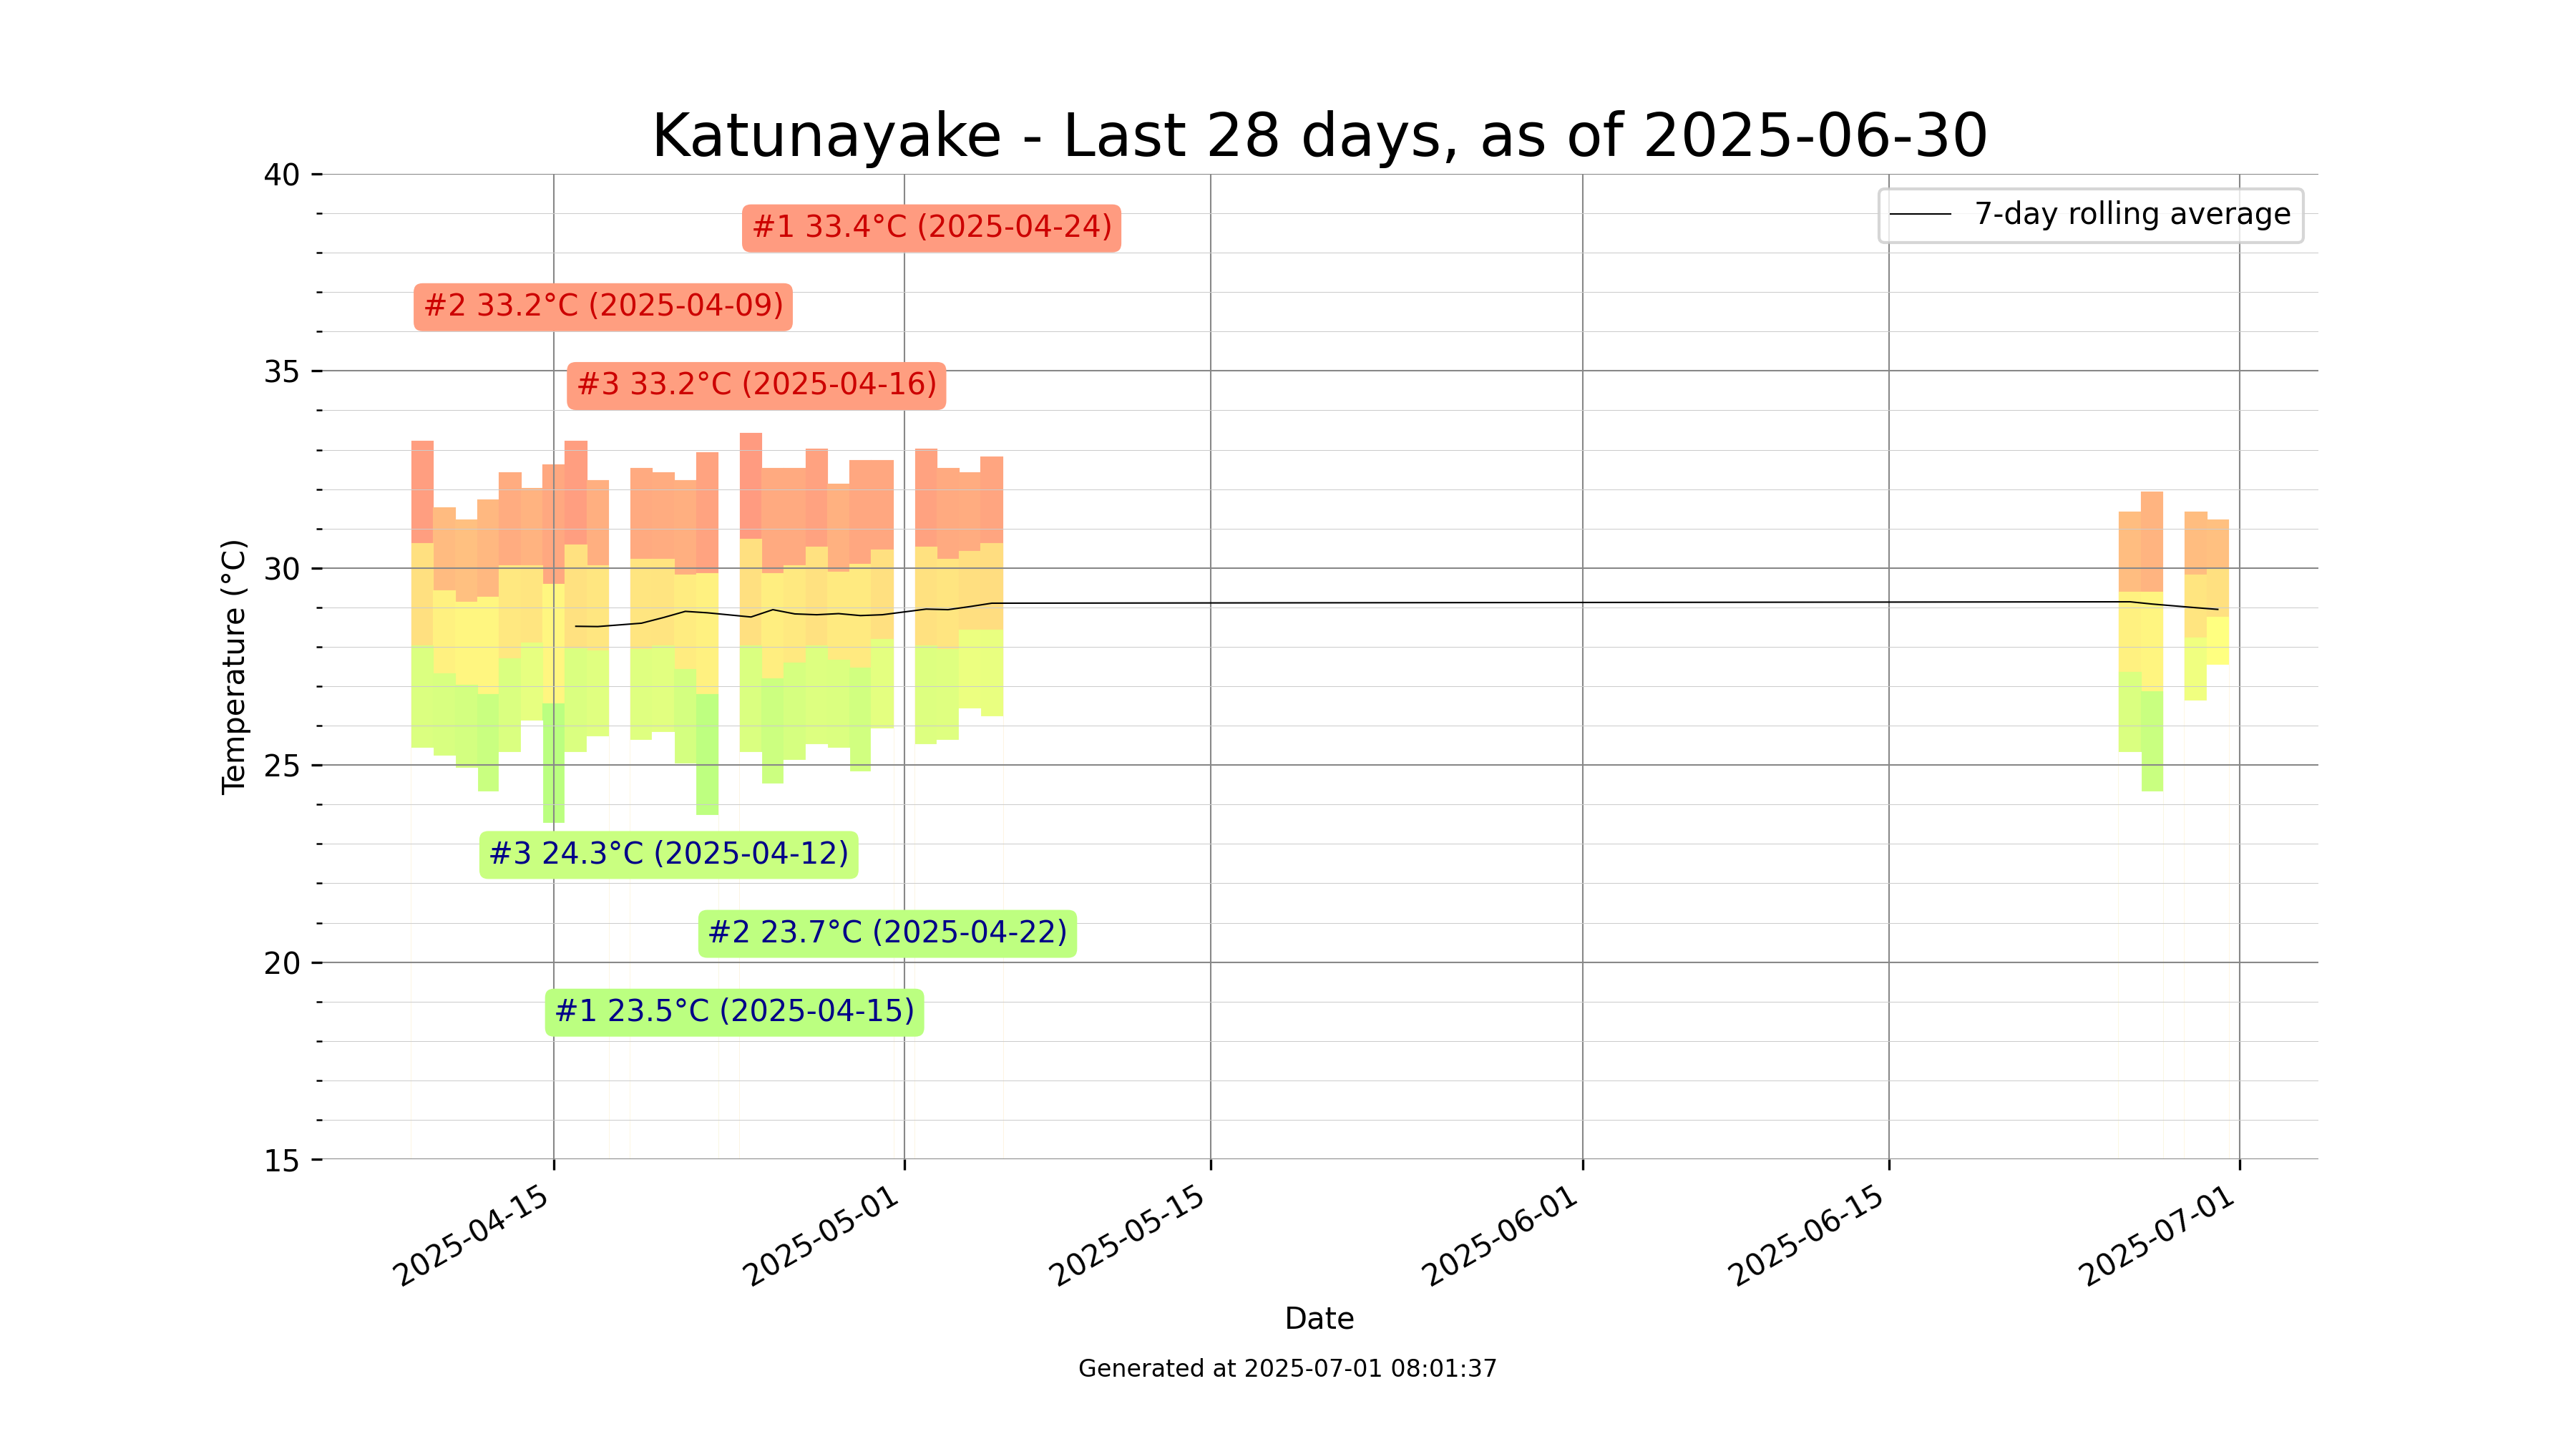 Katunayake - Last 28 days, as of 2025-06-30
40
#1 33.4°C (2025-04-24)
7-day rolling average
#2 33.2°C (2025-04-09)
35
#3 33.2°C (2025-04-16)
30
Temperature (°C)
25
#3 24.3°C (2025-04-12)
#2 23.7°C (2025-04-22)
20
#1 23.5°C (2025-04-15)
15
2025-04-15
2025-05-01
2025-05-15
2025-06-01
2025-06-15
2025-07-01
Date
Generated at 2025-07-01 08:01:37